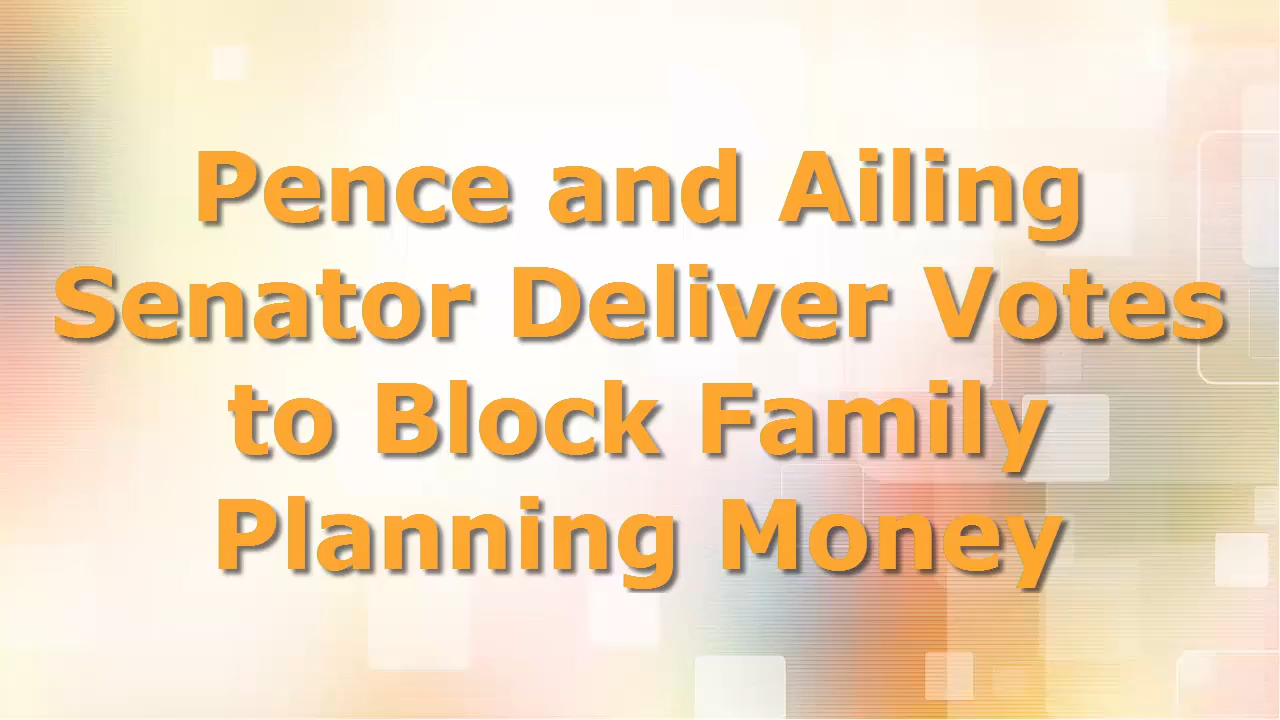 Pence and Ailing
Senator Deliver Votes
to Block Family
Planning Money